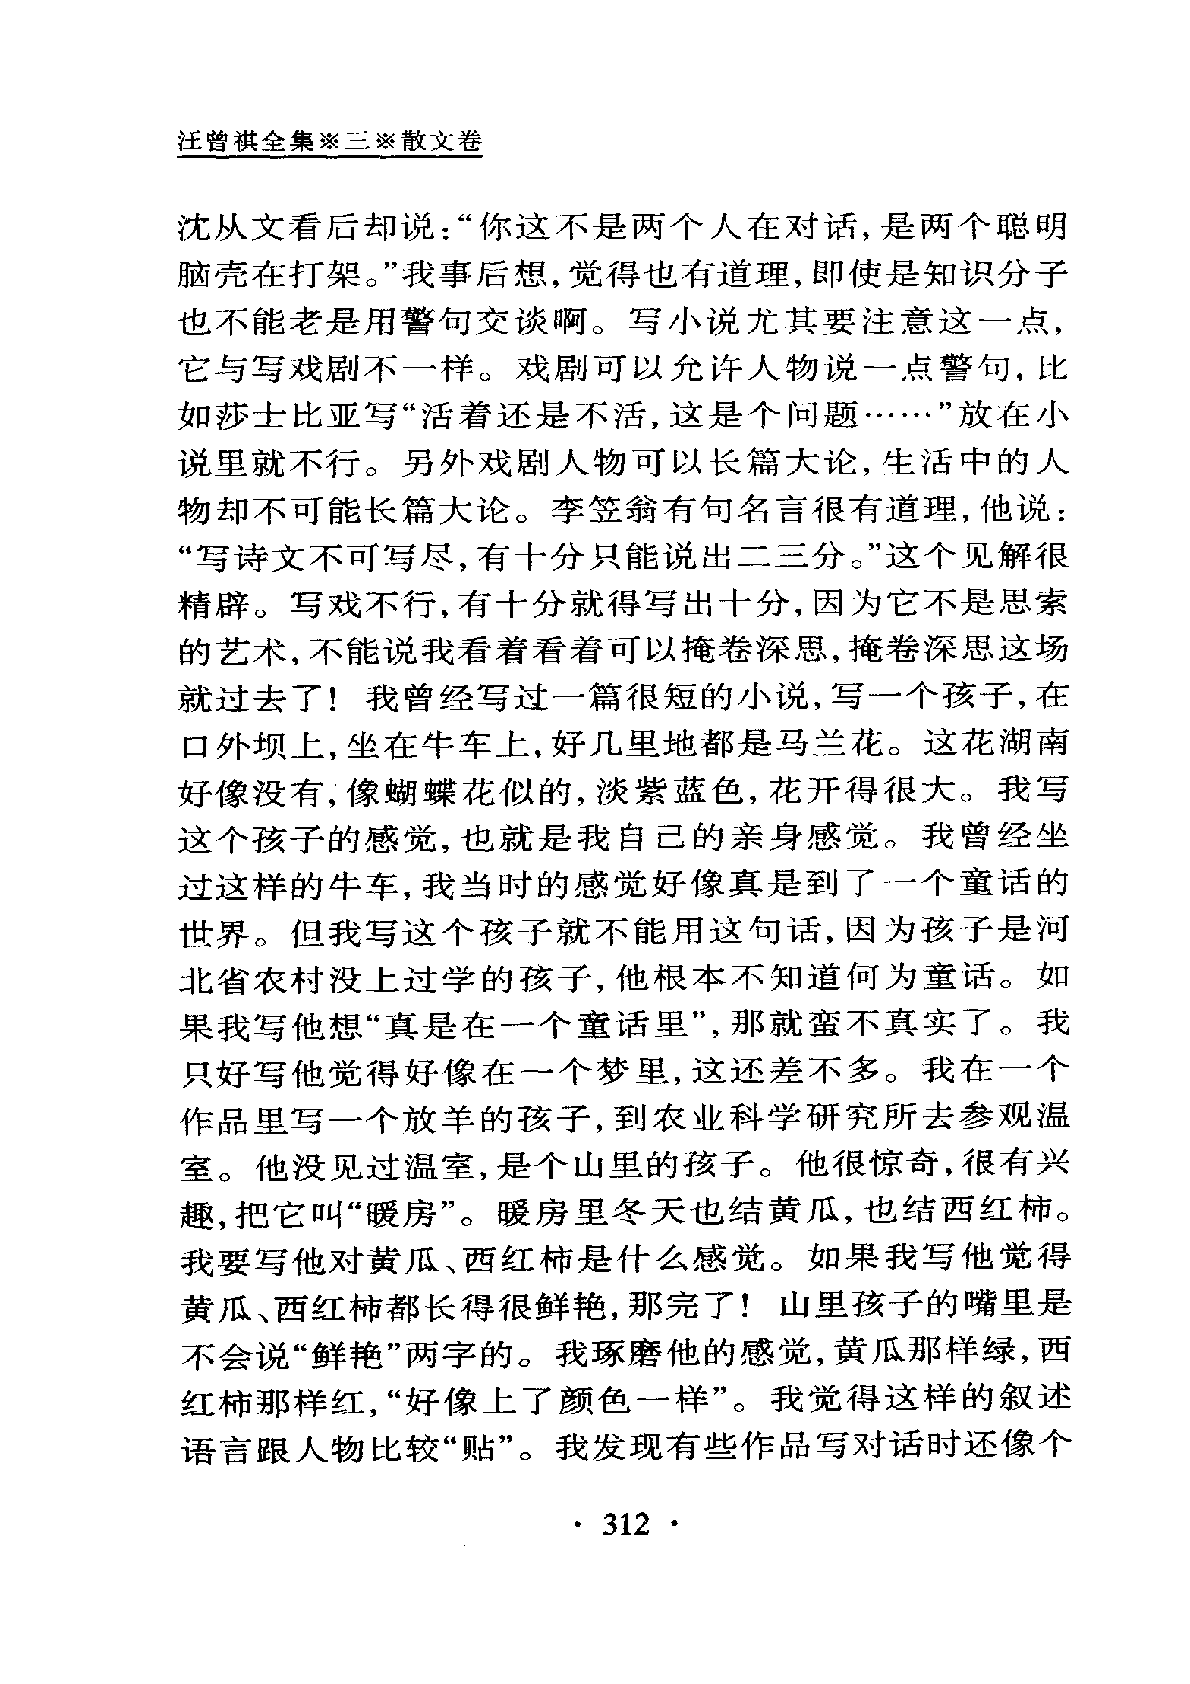 汪曾祺全集※三※散文卷
沈从文看后却说：“你这不是两个人在对话，是两个聪明
脑壳在打架。”我事后想，觉得也有道理，即使是知识分子
也不能老是用警句交谈啊。写小说尤其要注意这一点，
它与写戏剧不一样。戏剧可以允许人物说一点警句，比
如莎士比亚写“活着还是不活，这是个问题……”放在小
说里就不行。另外戏剧人物可以长篇大论，生活中的人
物却不可能长篇大论。李笠翁有句名言很有道理，他说：
“写诗文不可写尽，有十分只能说出二三分。”这个见解很
精辟。写戏不行，有十分就得写出十分，因为它不是思索
的艺术，不能说我看着看着可以掩卷深思，掩卷深思这场
就过去了！我曾经写过一篇很短的小说，写一个孩子，在
口外坝上，坐在牛车上，好几里地都是马兰花。这花湖南
好像没有，像蝴蝶花似的，淡紫蓝色，花开得很大。我写
这个孩子的感觉，也就是我自己的亲身感觉。我曾经坐
过这样的牛车，我当时的感觉好像真是到了一个童话的
世界。但我写这个孩子就不能用这句话，因为孩子是河
北省农村没上过学的孩子，他根本不知道何为童话。如
果我写他想“真是在一个童话里”，那就蛮不真实了。我
只好写他觉得好像在一个梦里，这还差不多。我在一个
作品里写一个放羊的孩子，到农业科学研究所去参观温
室。他没见过温室，是个山里的孩子。他很惊奇，很有兴
趣，把它叫“暖房”。暖房里冬天也结黄瓜，也结西红柿。
我要写他对黄瓜、西红柿是什么感觉。如果我写他觉得
黄瓜、西红柿都长得很鲜艳，那完了！山里孩子的嘴里是
不会说“鲜艳”两字的。我琢磨他的感觉，黄瓜那样绿，西
红柿那样红，“好像上了颜色一样”。我觉得这样的叙述
语言跟人物比较“贴”。我发现有些作品写对话时还像个
· 312 ·